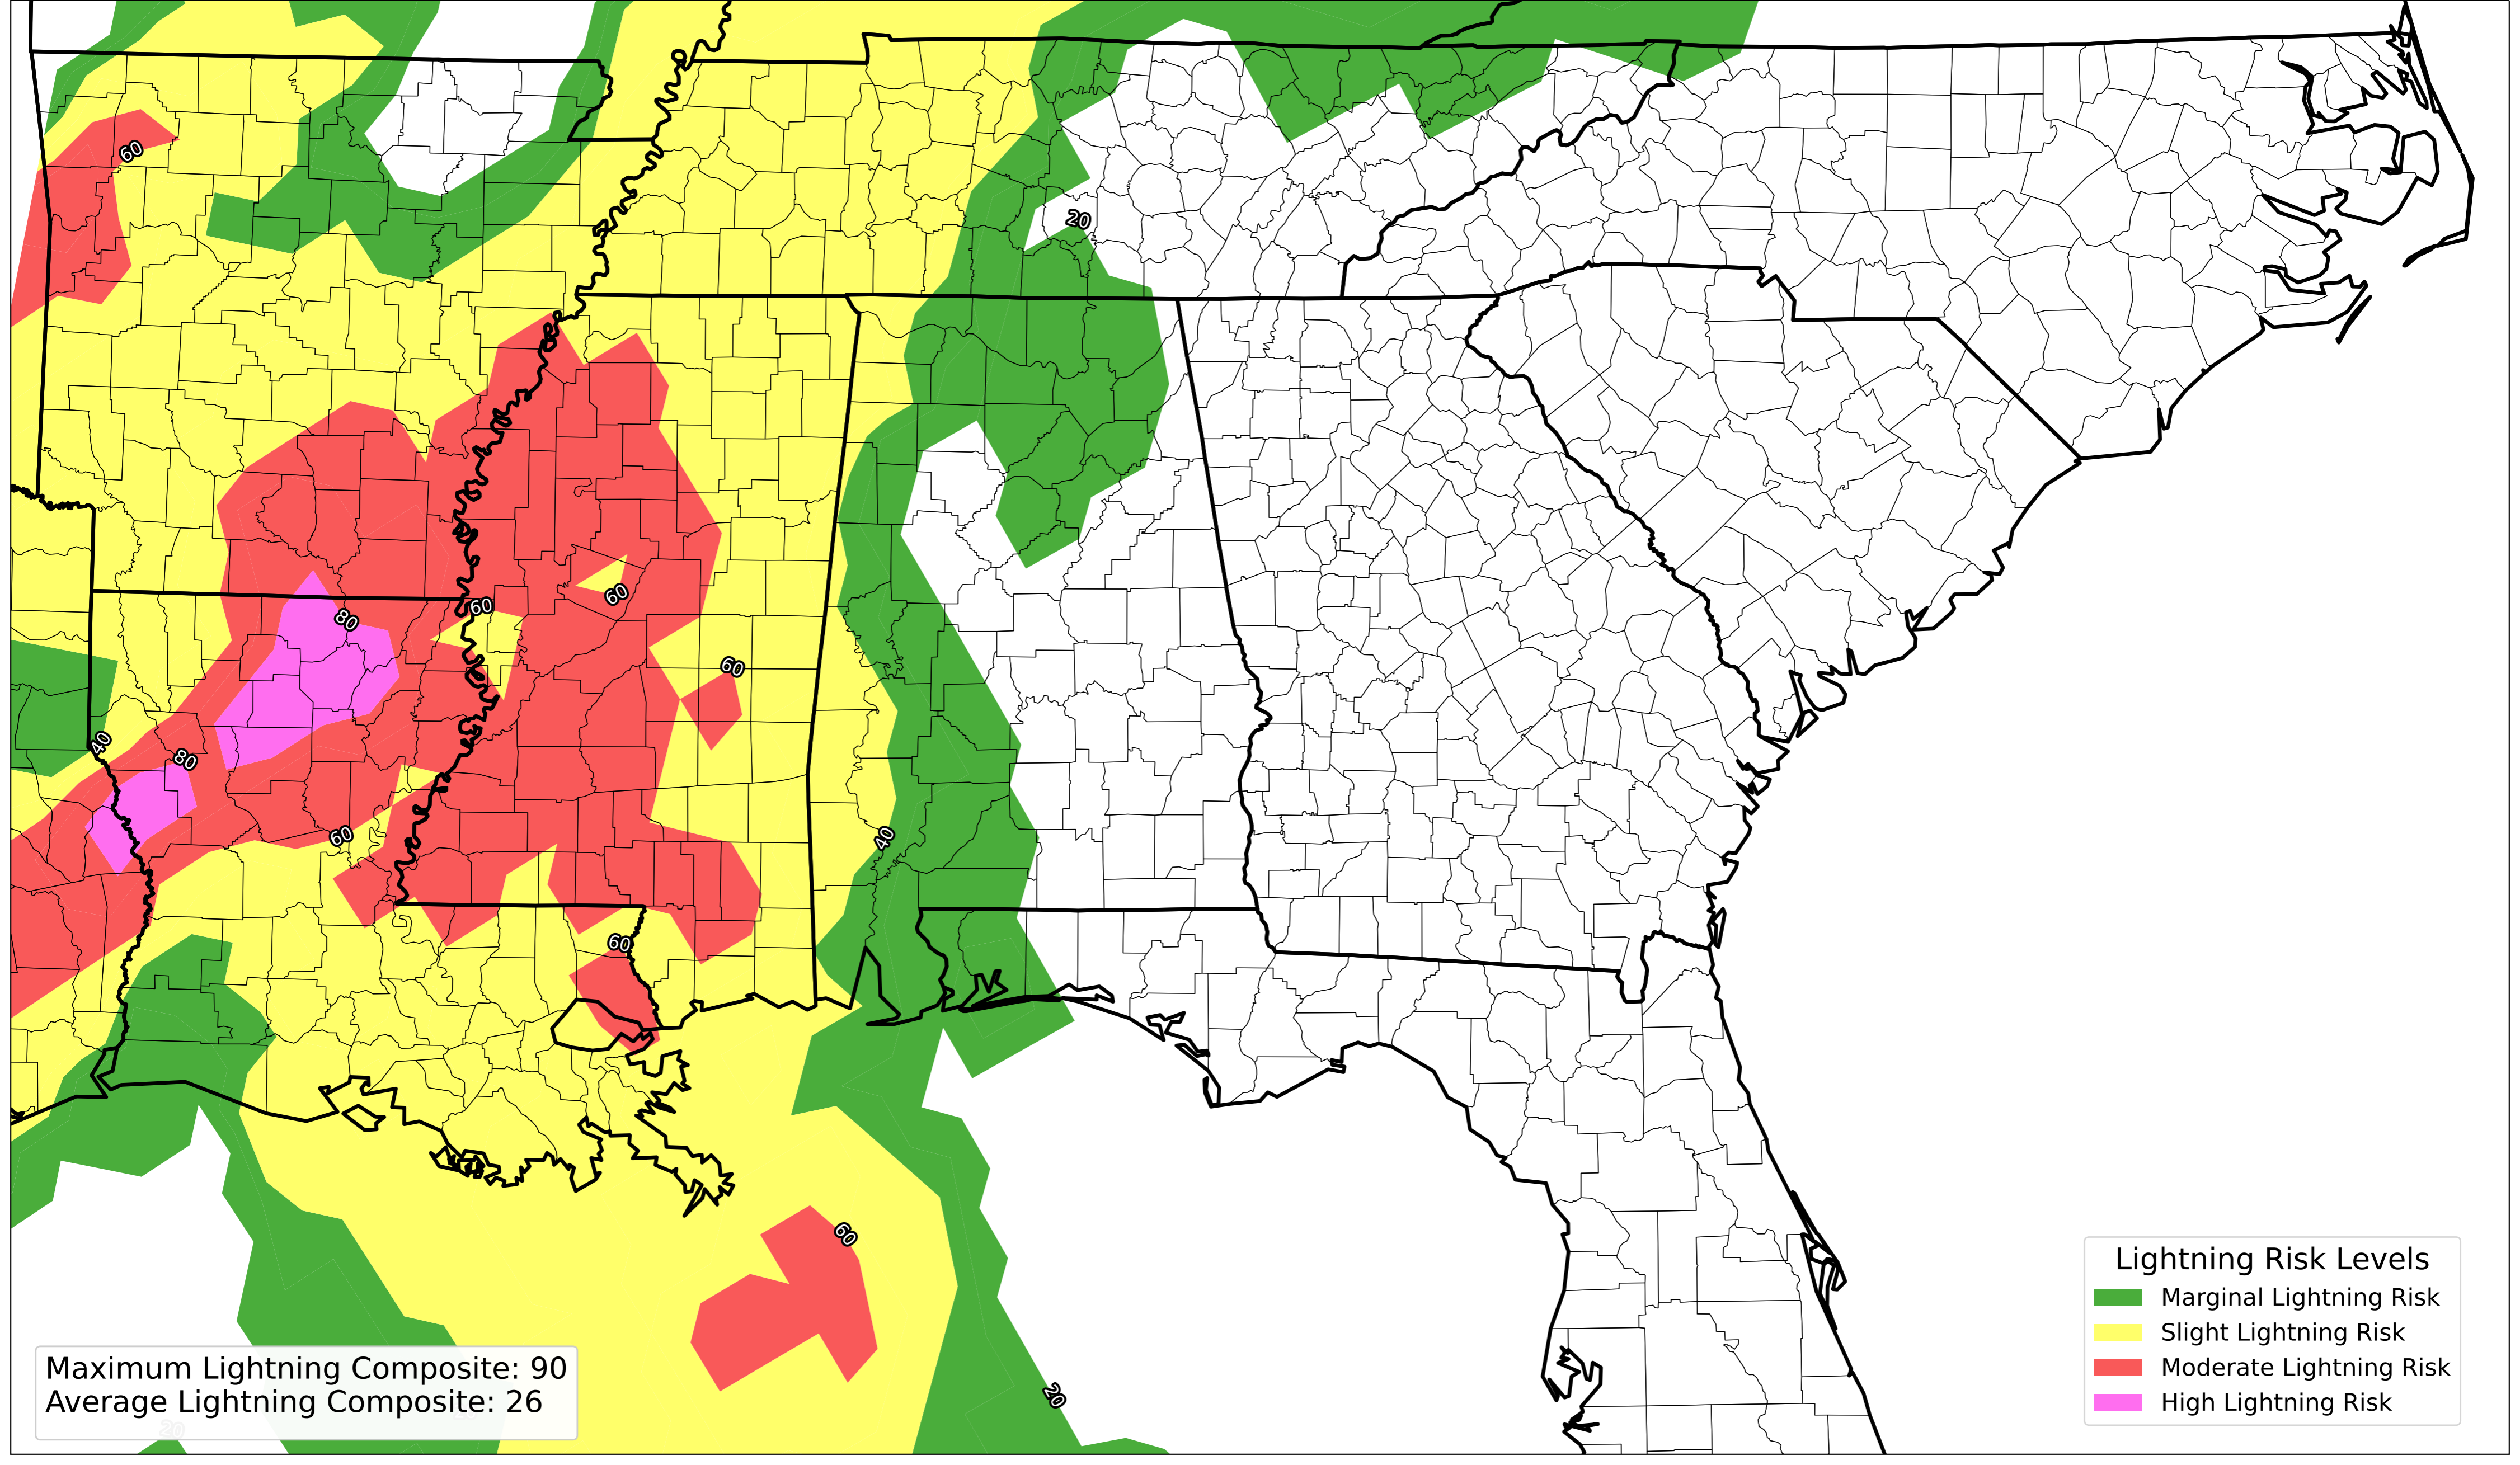 60
20
60
80
60
60
40
80
60
40
60
60
20
20
Lightning Risk Levels
Marginal Lightning Risk
Slight Lightning Risk
Moderate Lightning Risk
High Lightning Risk
Maximum Lightning Composite: 90
Average Lightning Composite: 26